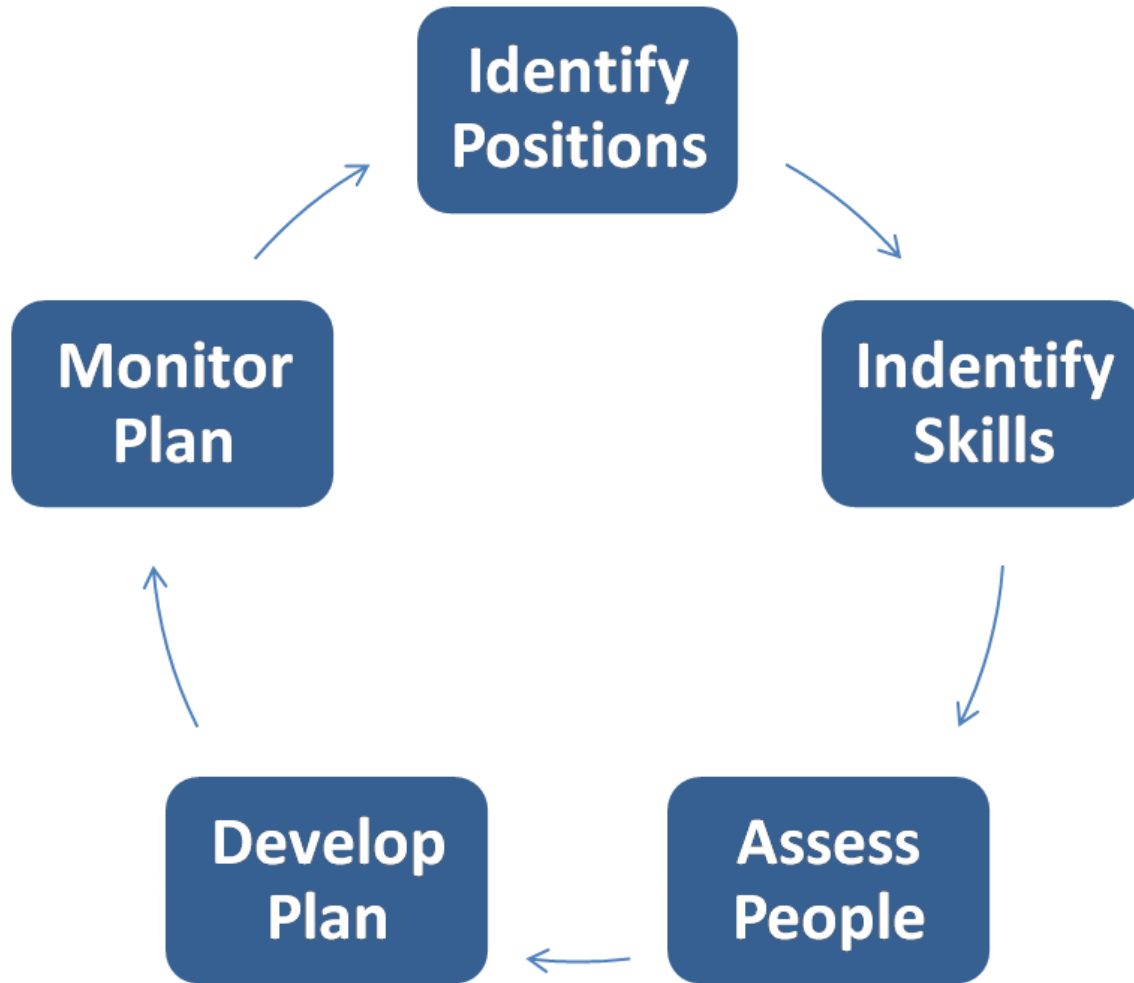 Identify
Positions
Indentify
Skills
Assess
People
Develop
Plan
Monitor
Plan